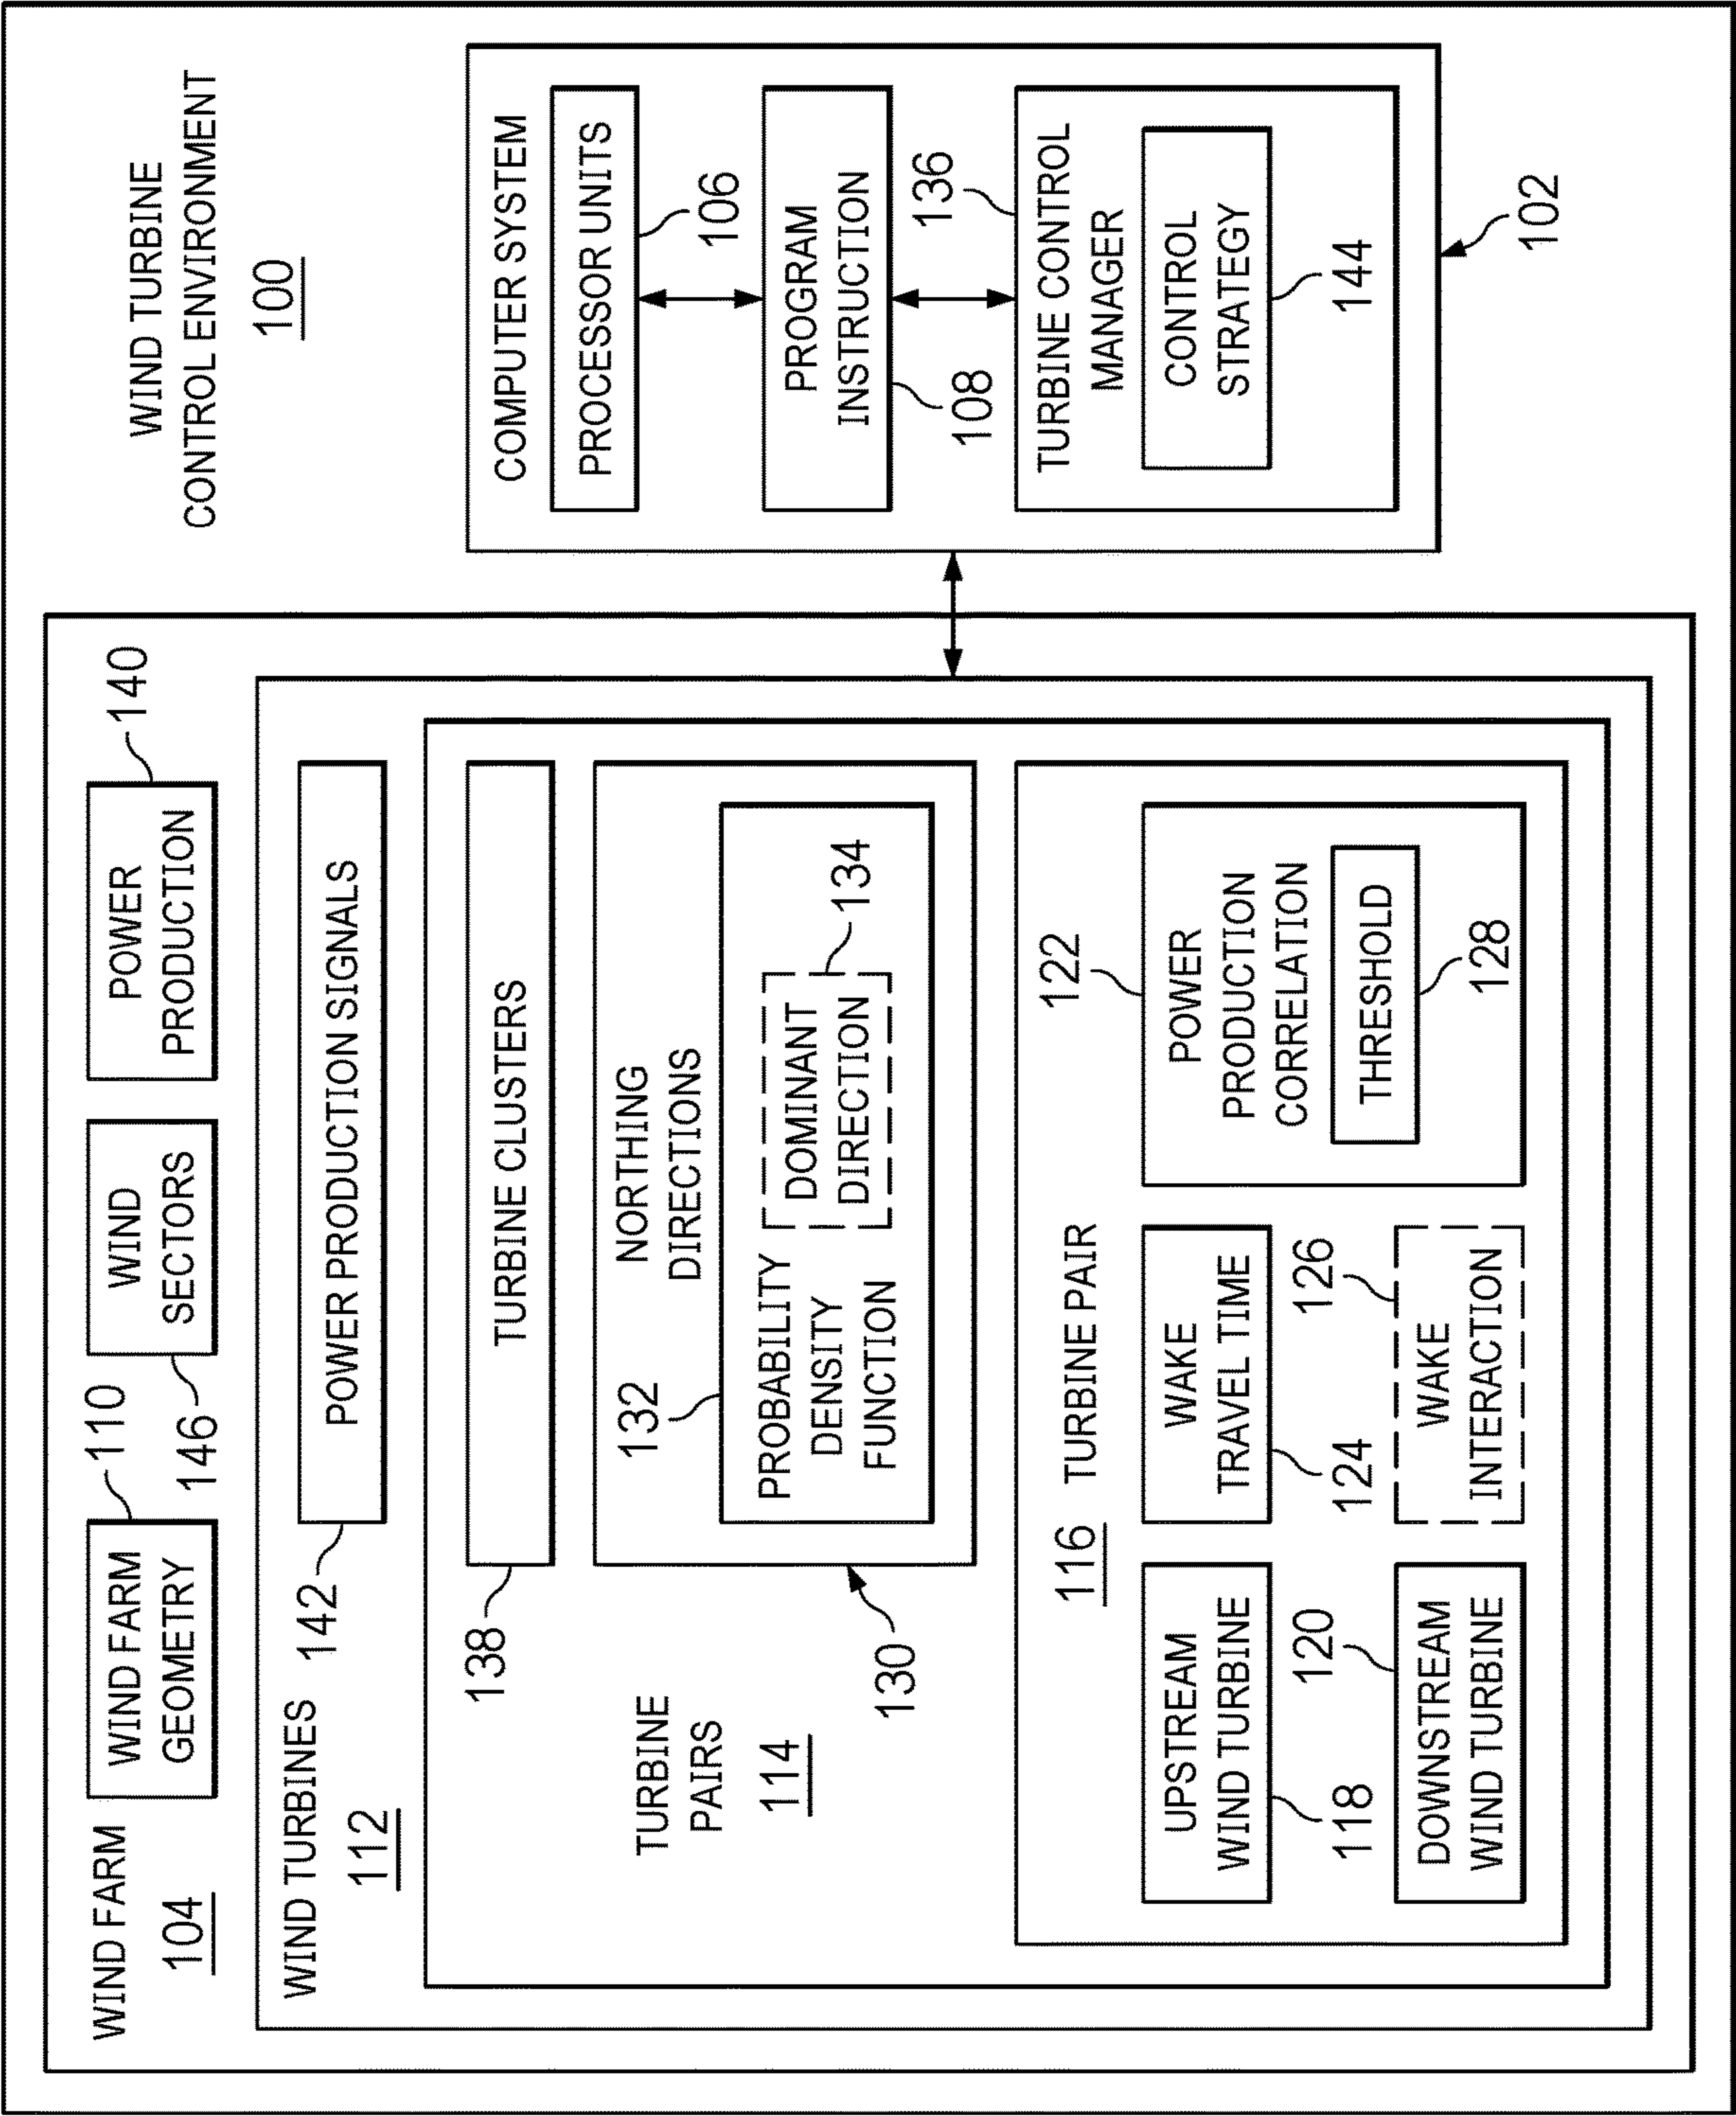 WIND TURBINE
CONTROL ENVIRONMENT
100
WIND FARM
104
WIND FARM
GEOMETRY
110
WIND
SECTORS
146
POWER
PRODUCTION
140
WIND TURBINES
112
142
POWER PRODUCTION SIGNALS
TURBINE
PAIRS
114
138
TURBINE CLUSTERS
NORTHING
DIRECTIONS
130
132
PROBABILITY
DENSITY
FUNCTION
DOMINANT
DIRECTION
134
116
TURBINE PAIR
UPSTREAM
WIND TURBINE
118
WAKE
TRAVEL TIME
124
120
DOWNSTREAM
WIND TURBINE
126
WAKE
INTERACTION
122
POWER
PRODUCTION
CORRELATION
THRESHOLD
128
COMPUTER SYSTEM
PROCESSOR UNITS
106
PROGRAM
INSTRUCTION
108
136
TURBINE CONTROL
MANAGER
CONTROL
STRATEGY
144
102